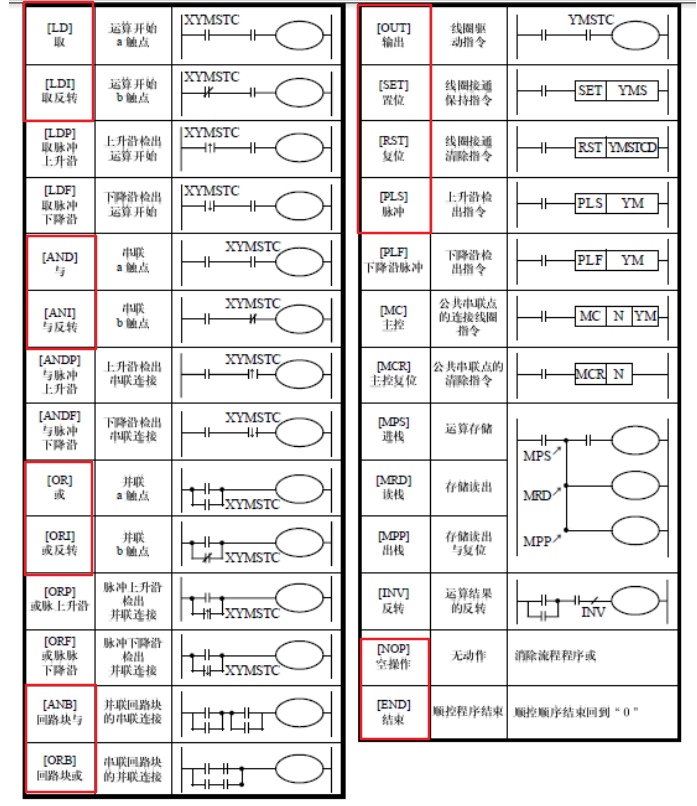 [LD]
取
运算开始
a 触点
XYMSTC
[LDI]
取反转
运算开始
b 触点
XYMSTC
[LDP]
取脉冲
上升沿
上升沿检出
运算开始
XYMSTC
[LDF]
取脉冲
下降沿
下降沿检出
运算开始
XYMSTC
[AND]
与
串联
a 触点
XYMSTC
[ANI]
与反转
串联
b 触点
XYMSTC
[ANDP]
与脉冲
上升沿
上升沿检出
串联连接
XYMSTC
[ANDF]
与脉冲
下降沿
下降沿检出
串联连接
XYMSTC
[OR]
或
并联
a 触点
XYMSTC
[ORI]
或反转
并联
b 触点
XYMSTC
[ORP]
或脉上升沿
脉冲上升沿
检出
并联连接
XYMSTC
[ORF]
或脉脉
下降沿
脉冲下降沿
检出
并联连接
XYMSTC
[ANB]
回路块与
并联回路块
的串联连接
[ORB]
回路块或
串联回路块
的并联连接
[OUT]
输出
线圈驱
动指令
YMSTC
[SET]
置位
线圈接通
保持指令
SET YMS
[RST]
复位
线圈接通
清除指令
RST YMSTCD
[PLS]
脉冲
上升沿检
出指令
PLS YM
[PLF]
下降沿脉冲
下降沿检
出指令
PLF YM
[MC]
主控
公共串联点
的连接线圈
指令
MC N YM
[MCR]
主控复位
公共串联点的
清除指令
MCR N
[MPS]
进栈
运算存储
MPS
[MRD]
读栈
存储读出
MRD
[MPP]
出栈
存储读出
与复位
MPP
[INV]
反转
运算结果
的反转
INV
[NOP]
空操作
无动作
消除流程程序或
[END]
结束
顺控程序结束
顺控顺序结束回到“0”